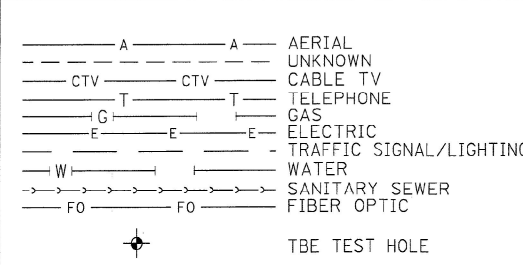 A A AERIAL
UNKNOWN
CTV CTV CABLE TV
T T TELEPHONE
G GAS
E E E ELECTRIC
TRAFFIC SIGNAL/LIGHTING
W WATER
SANITARY SEWER
FO FO FIBER OPTIC
TBE TEST HOLE